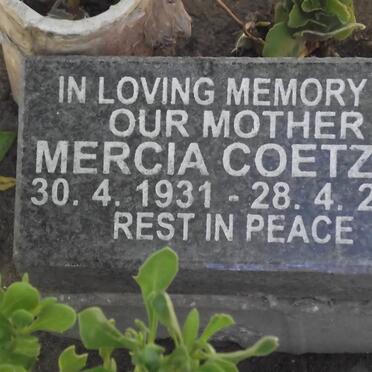 IN LOVING MEMORY
OUR MOTHER
MERCIA COETZ
30. 4. 1931 - 28. 4. 2
REST IN PEACE